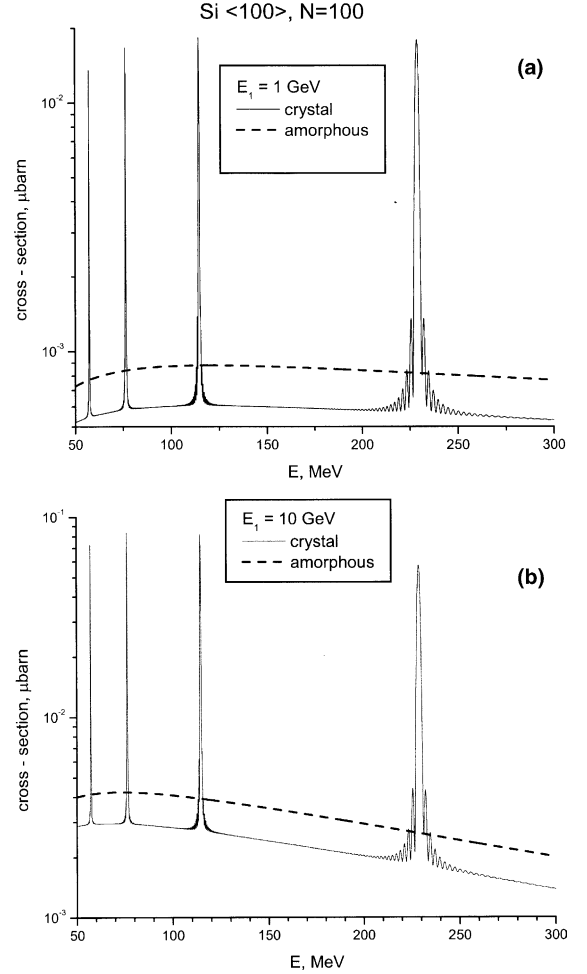 Si <100>, N=100
(a)
E₁ = 1 GeV
crystal
amorphous
10⁻²
10⁻³
cross - section, μbarn
50 100 150 200 250 300
E, MeV
(b)
E₁ = 10 GeV
crystal
amorphous
10⁻¹
10⁻²
10⁻³
cross - section, μbarn
50 100 150 200 250 300
E, MeV